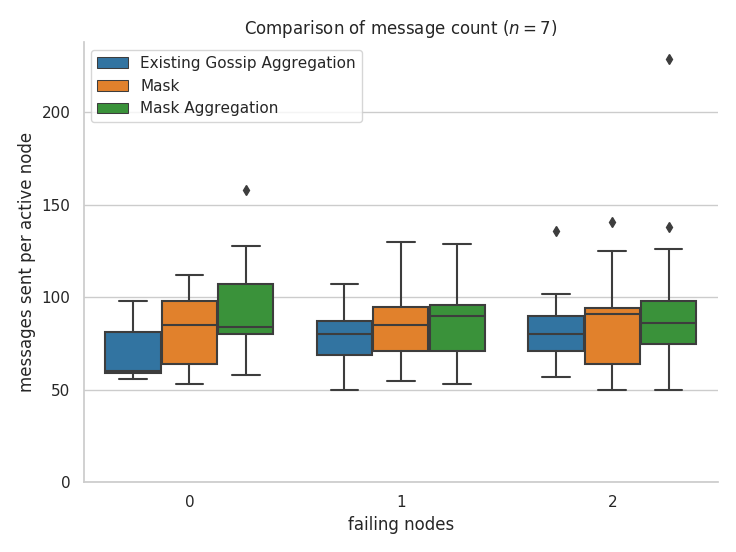 Comparison of message count (n = 7)
Existing Gossip Aggregation
Mask
Mask Aggregation
messages sent per active node
200
150
100
50
0
0 1 2
failing nodes